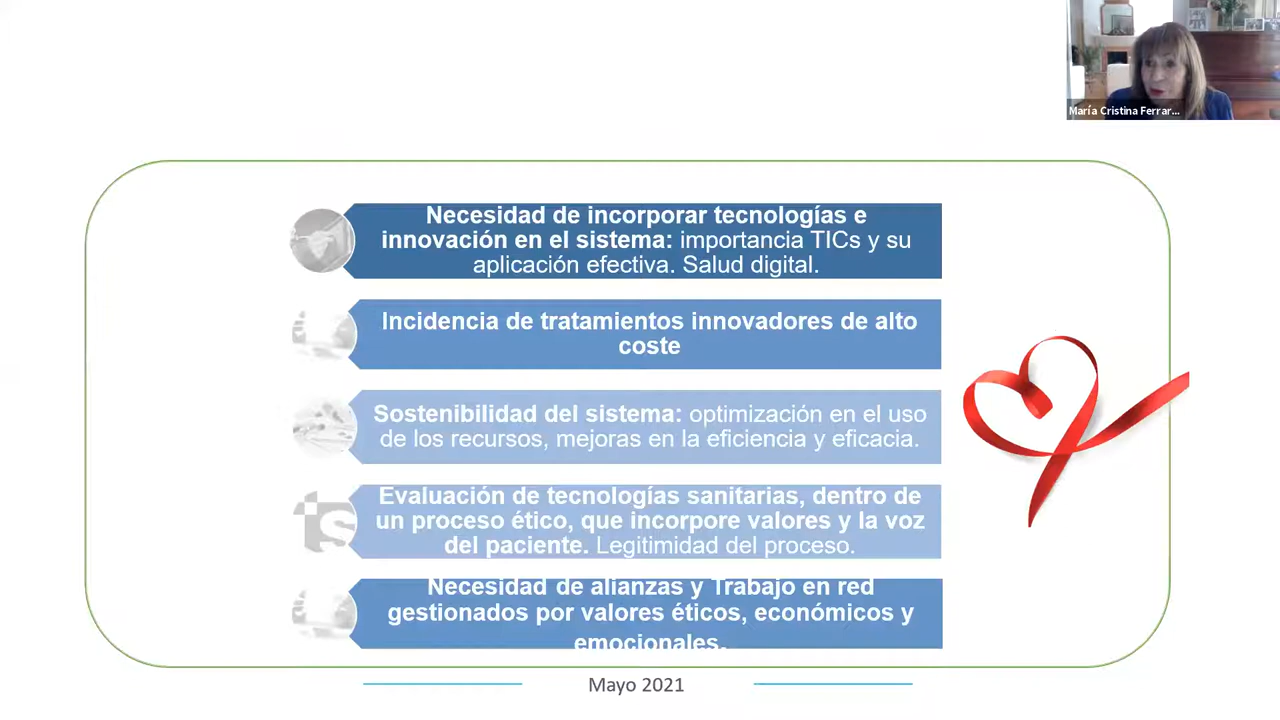 María Cristina Ferrar...
Necesidad de incorporar tecnologías e
innovación en el sistema: importancia TICs y su
aplicación efectiva. Salud digital.
Incidencia de tratamientos innovadores de alto
coste
Sostenibilidad del sistema: optimización en el uso
de los recursos, mejoras en la eficiencia y eficacia.
Evaluación de tecnologías sanitarias, dentro de
un proceso ético, que incorpore valores y la voz
del paciente. Legitimidad del proceso.
Necesidad de alianzas y Trabajo en red
gestionados por valores éticos, económicos y
emocionales.
Mayo 2021